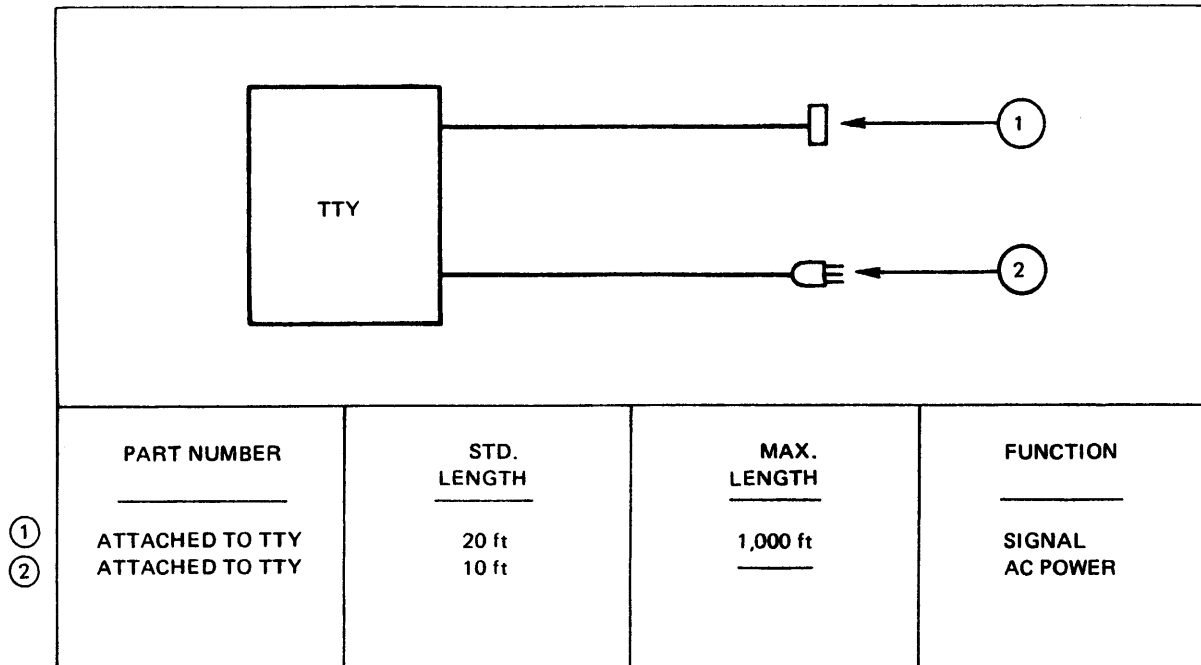 1
TTY
2
PART NUMBER STD. LENGTH MAX. LENGTH FUNCTION
1 ATTACHED TO TTY 20 ft 1,000 ft SIGNAL
2 ATTACHED TO TTY 10 ft AC POWER